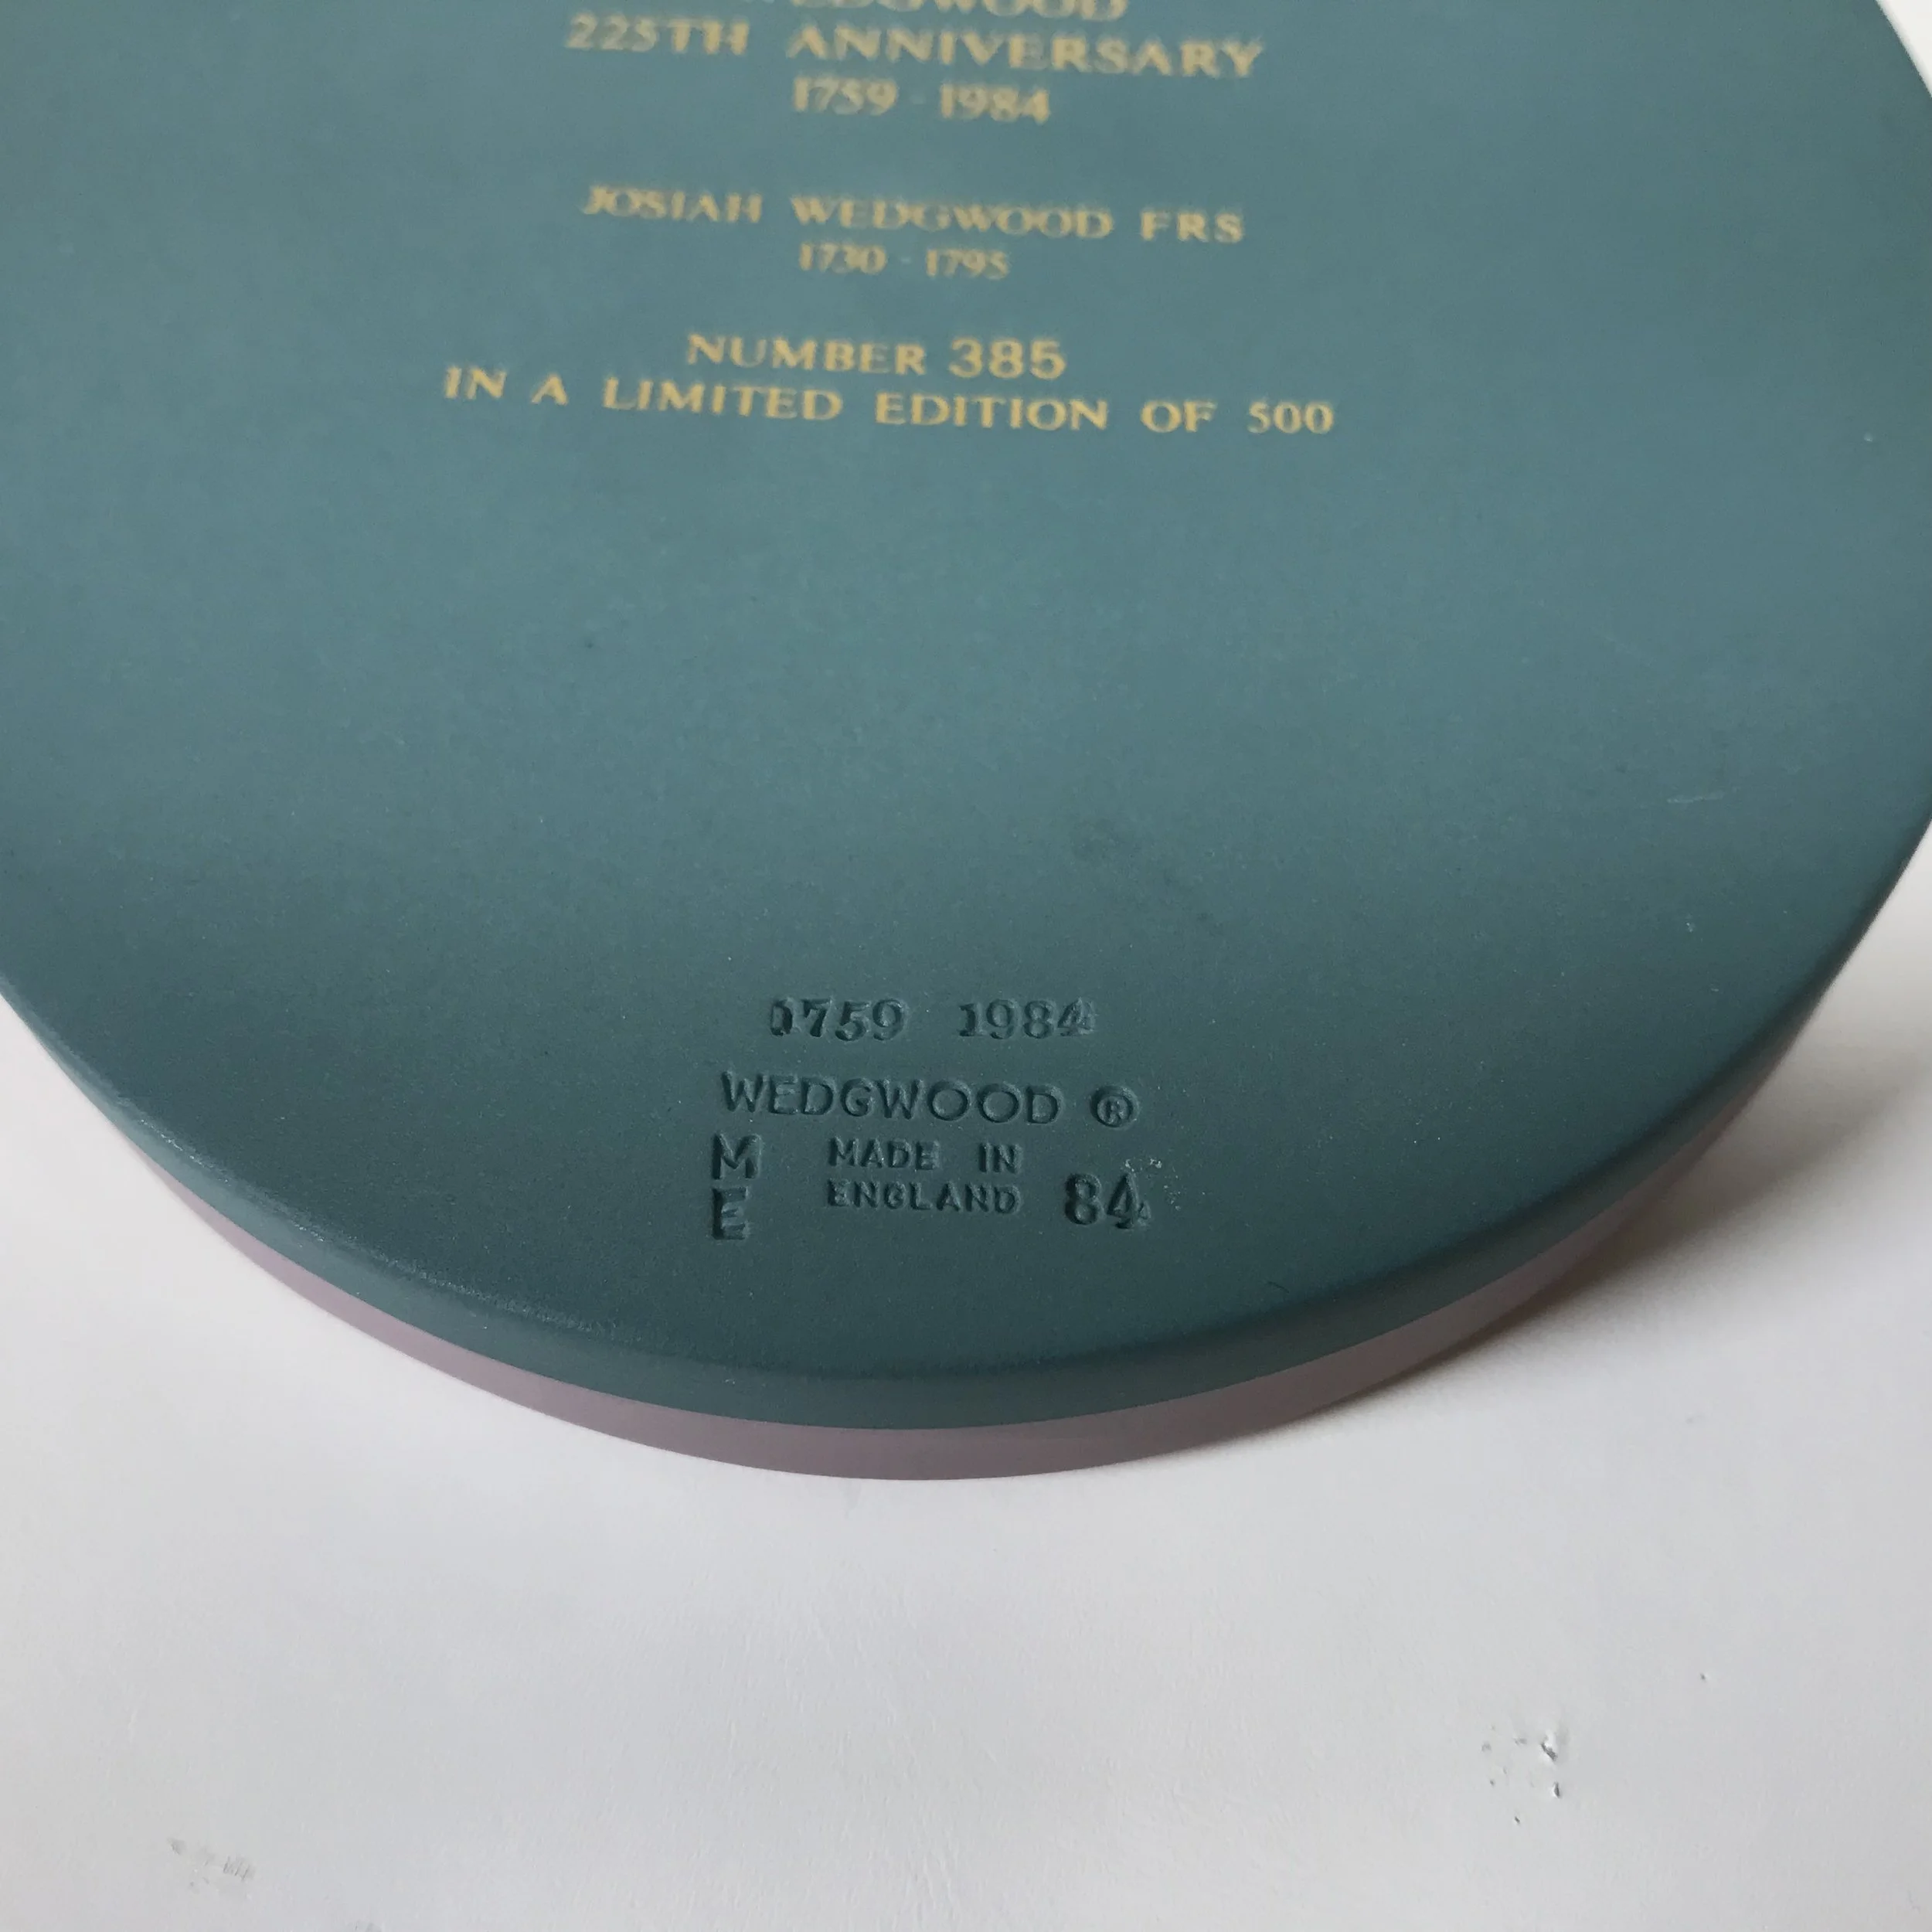 WEDGWOOD
225TH ANNIVERSARY
1759 - 1984
JOSIAH WEDGWOOD FRS
1730 - 1795
NUMBER 385
IN A LIMITED EDITION OF 500
1759 1984
WEDGWOOD ®
M MADE IN
E ENGLAND 84